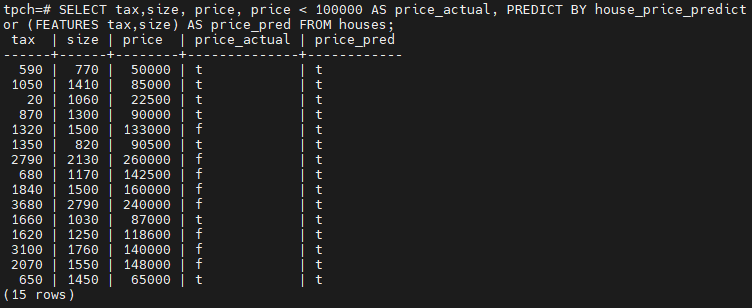 tpch=# SELECT tax,size, price, price < 100000 AS price_actual, PREDICT BY house_price_predict
or (FEATURES tax,size) AS price_pred FROM houses;
 tax  | size | price  | price_actual | price_pred
------+------+--------+--------------+------------
  590 |  770 |  50000 | t            | t
 1050 | 1410 |  85000 | t            | t
   20 | 1060 |  22500 | t            | t
  870 | 1300 |  90000 | t            | t
 1320 | 1500 | 133000 | f            | t
 1350 |  820 |  90500 | t            | t
 2790 | 2130 | 260000 | f            | t
  680 | 1170 | 142500 | f            | t
 1840 | 1500 | 160000 | f            | t
 3680 | 2790 | 240000 | f            | t
 1660 | 1030 |  87000 | t            | t
 1620 | 1250 | 118600 | f            | t
 3100 | 1760 | 140000 | f            | t
 2070 | 1550 | 148000 | f            | t
  650 | 1450 |  65000 | t            | t
(15 rows)